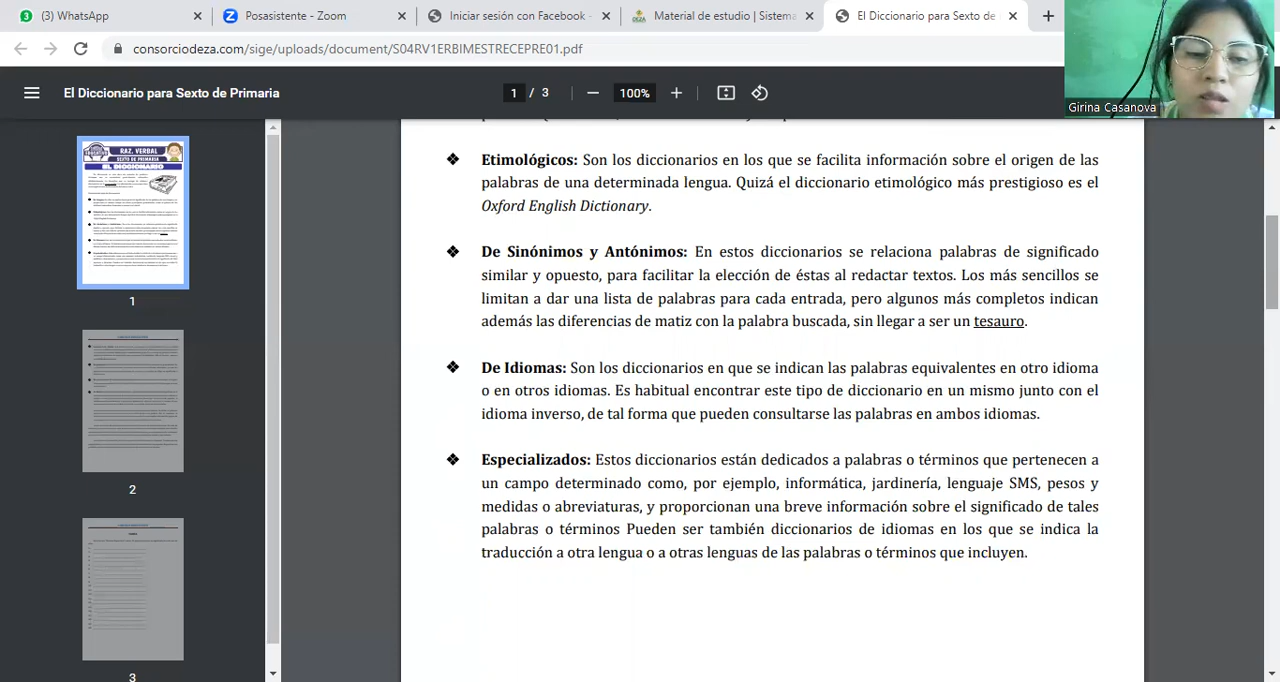 (3) WhatsApp
Posasistente - Zoom
Iniciar sesión con Facebook -
Material de estudio | Sistema
El Diccionario para Sexto de
consorciodeza.com/sige/uploads/document/S04RV1ERBIMESTRECEPRE01.pdf
El Diccionario para Sexto de Primaria
1 / 3
100%
Girina Casanova
RAZ. VERBAL
SEXTO DE PRIMARIA
EL DICCIONARIO
1
2
3
❖ Etimológicos: Son los diccionarios en los que se facilita información sobre el origen de las
palabras de una determinada lengua. Quizá el diccionario etimológico más prestigioso es el
Oxford English Dictionary.
❖ De Sinónimos y Antónimos: En estos diccionarios se relaciona palabras de significado
similar y opuesto, para facilitar la elección de éstas al redactar textos. Los más sencillos se
limitan a dar una lista de palabras para cada entrada, pero algunos más completos indican
además las diferencias de matiz con la palabra buscada, sin llegar a ser un tesauro.
❖ De Idiomas: Son los diccionarios en que se indican las palabras equivalentes en otro idioma
o en otros idiomas. Es habitual encontrar este tipo de diccionario en un mismo junto con el
idioma inverso, de tal forma que pueden consultarse las palabras en ambos idiomas.
❖ Especializados: Estos diccionarios están dedicados a palabras o términos que pertenecen a
un campo determinado como, por ejemplo, informática, jardinería, lenguaje SMS, pesos y
medidas o abreviaturas, y proporcionan una breve información sobre el significado de tales
palabras o términos Pueden ser también diccionarios de idiomas en los que se indica la
traducción a otra lengua o a otras lenguas de las palabras o términos que incluyen.